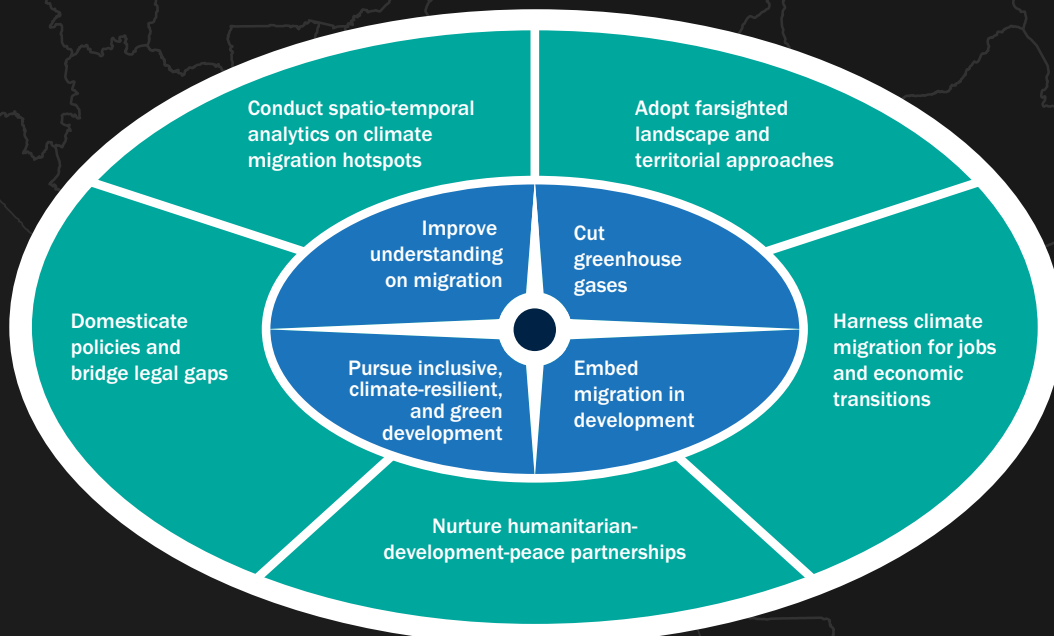 Conduct spatio-temporal
analytics on climate
migration hotspots
Adopt farsighted
landscape and
territorial approaches
Improve
understanding
on migration
Cut
greenhouse
gases
Domesticate
policies and
bridge legal gaps
Harness climate
migration for jobs
and economic
transitions
Pursue inclusive,
climate-resilient,
and green
development
Embed
migration in
development
Nurture humanitarian-
development-peace partnerships